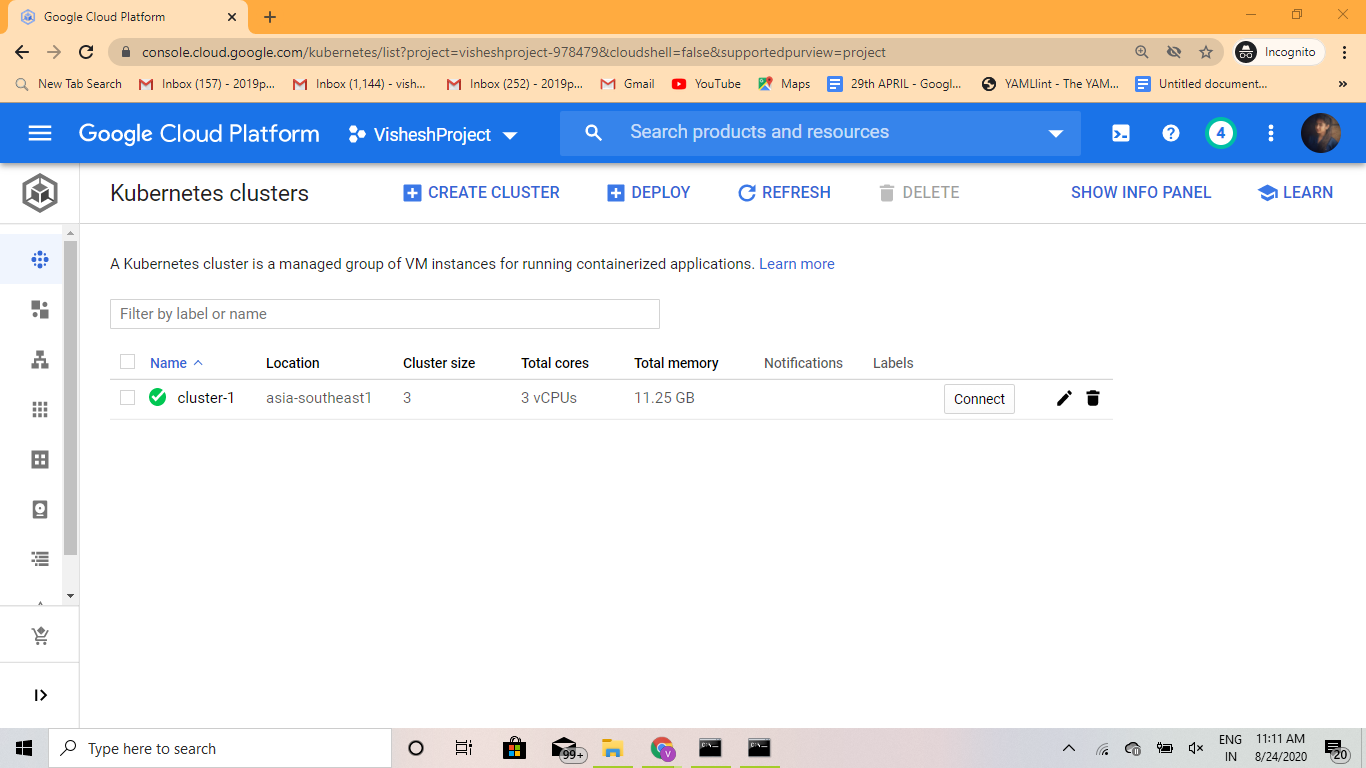 Google Cloud Platform
console.cloud.google.com/kubernetes/list?project=visheshproject-978479&cloudshell=false&supportedpurview=project
Incognito
New Tab Search Inbox (157) - 2019p... Inbox (1,144) - vish... Inbox (252) - 2019p... Gmail YouTube Maps 29th APRIL - Googl... YAMLlint - The YAM... Untitled document... »
Google Cloud Platform VisheshProject Search products and resources ? 4
Kubernetes clusters CREATE CLUSTER DEPLOY REFRESH DELETE SHOW INFO PANEL LEARN
A Kubernetes cluster is a managed group of VM instances for running containerized applications. Learn more
Filter by label or name
Name Location Cluster size Total cores Total memory Notifications Labels
cluster-1 asia-southeast1 3 3 vCPUs 11.25 GB Connect
Type here to search 99+ V ENG 11:11 AM
IN 8/24/2020 20